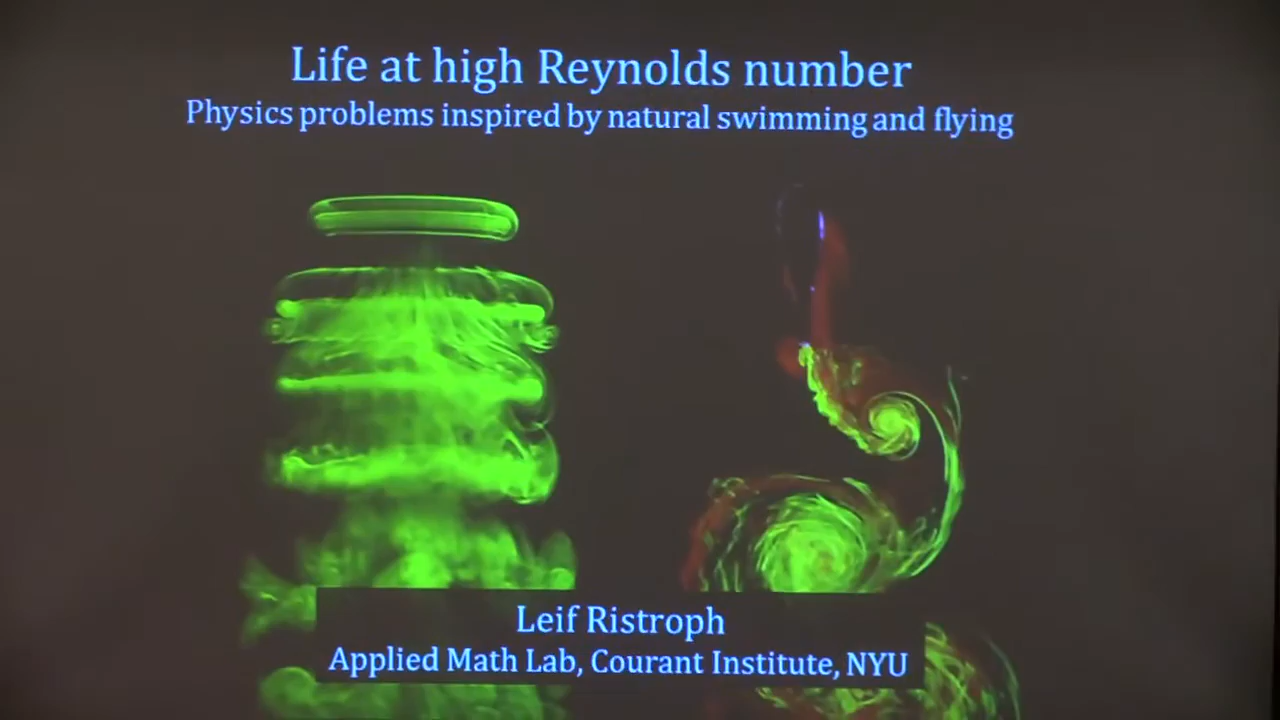 Life at high Reynolds number
Physics problems inspired by natural swimming and flying
Leif Ristroph
Applied Math Lab, Courant Institute, NYU